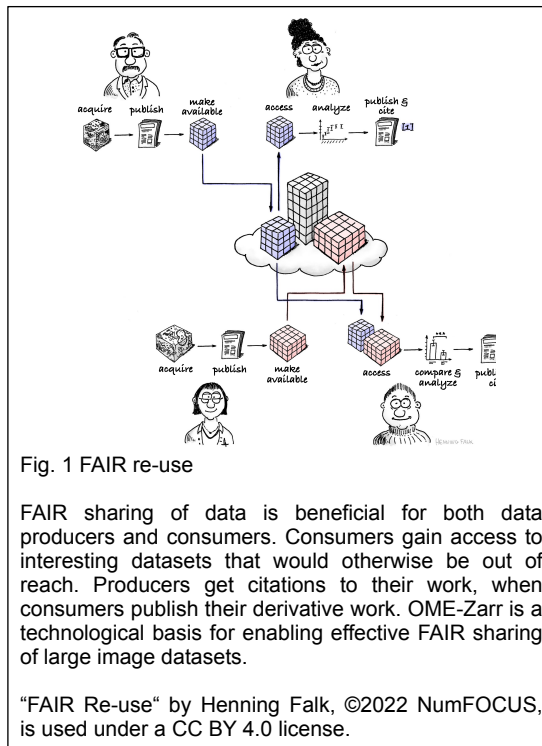 make
publish &
acquire publish available
access analyze cite
[1]
***
acquire publish make
available
access compare &
analyze
HENNING FALK
Fig. 1 FAIR re-use
FAIR sharing of data is beneficial for both data
producers and consumers. Consumers gain access to
interesting datasets that would otherwise be out of
reach. Producers get citations to their work, when
consumers publish their derivative work. OME-Zarr is a
technological basis for enabling effective FAIR sharing
of large image datasets.
“FAIR Re-use“ by Henning Falk, ©2022 NumFOCUS,
is used under a CC BY 4.0 license.